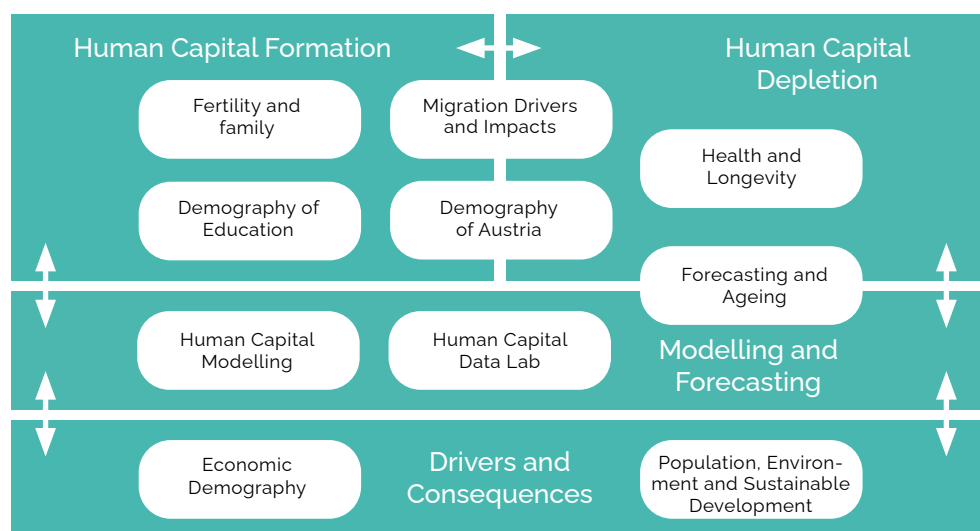 Human Capital Formation
Human Capital
Depletion
Fertility and
family
Migration Drivers
and Impacts
Health and
Longevity
Demography of
Education
Demography
of Austria
Forecasting and
Ageing
Human Capital
Modelling
Human Capital
Data Lab
Modelling and
Forecasting
Economic
Demography
Drivers and
Consequences
Population, Environ-
ment and Sustainable
Development